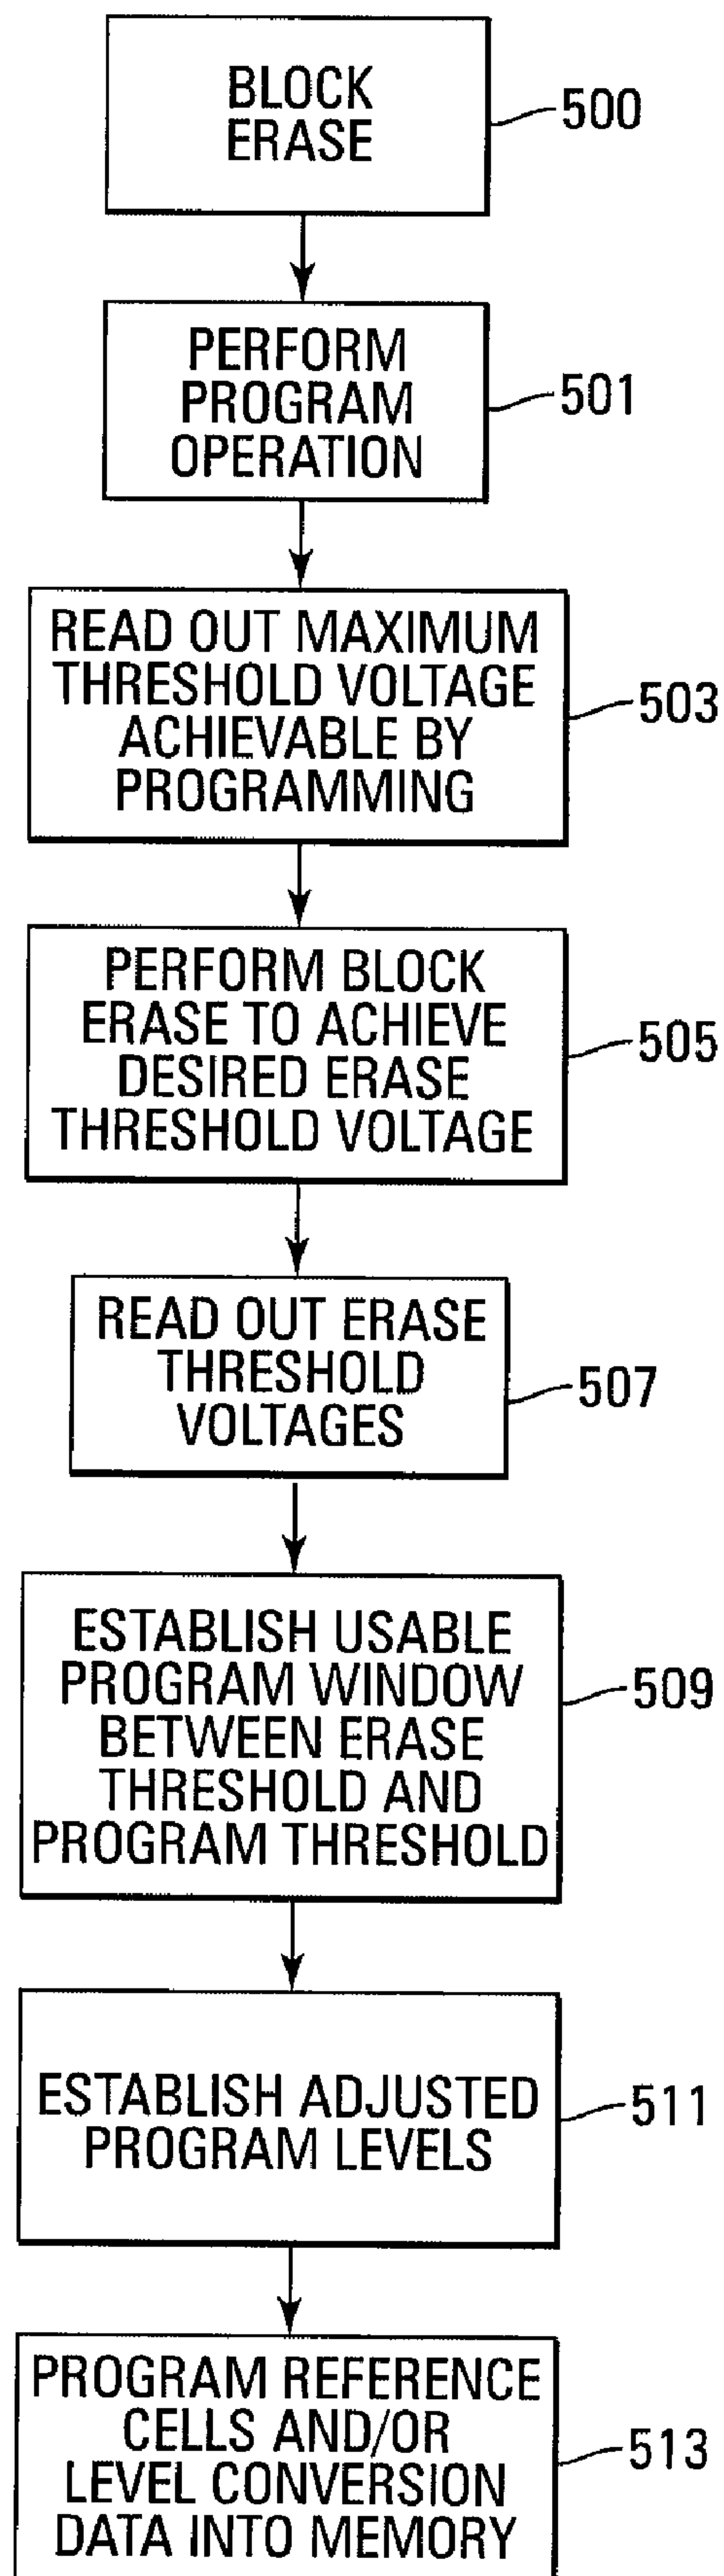 BLOCK
ERASE
500
PERFORM
PROGRAM
OPERATION
501
READ OUT MAXIMUM
THRESHOLD VOLTAGE
ACHIEVABLE BY
PROGRAMMING
503
PERFORM BLOCK
ERASE TO ACHIEVE
DESIRED ERASE
THRESHOLD VOLTAGE
505
READ OUT ERASE
THRESHOLD
VOLTAGES
507
ESTABLISH USABLE
PROGRAM WINDOW
BETWEEN ERASE
THRESHOLD AND
PROGRAM THRESHOLD
509
ESTABLISH ADJUSTED
PROGRAM LEVELS
511
PROGRAM REFERENCE
CELLS AND/OR
LEVEL CONVERSION
DATA INTO MEMORY
513